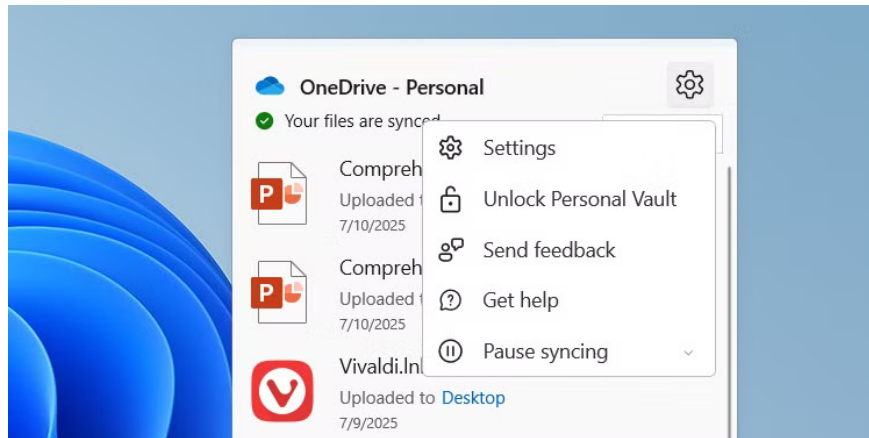 OneDrive - Personal
Your files are synced
Settings
Compreh
Uploaded
Unlock Personal Vault
7/10/2025
Send feedback
Compreh
Uploaded
Get help
7/10/2025
Pause syncing
Vivaldi.ln
Uploaded to Desktop
7/9/2025